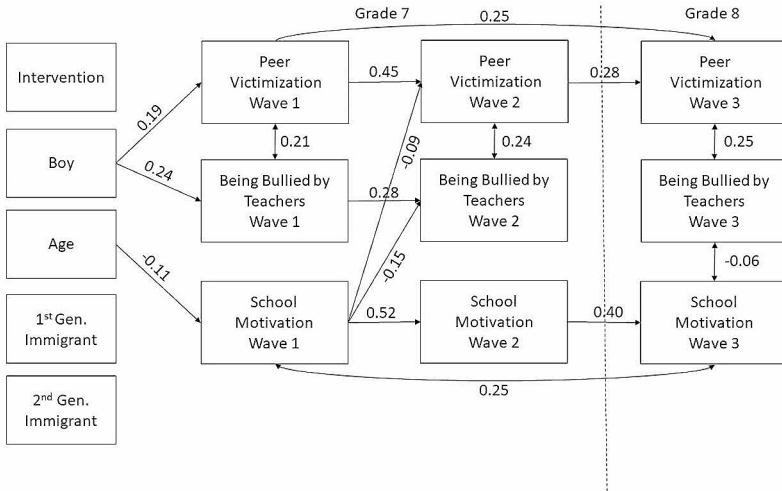 Grade 7
0.25
Grade 8
Intervention
Boy
Age
1st Gen.
Immigrant
2nd Gen.
Immigrant
0.19
0.24
-0.11
Peer
Victimization
Wave 1
0.45
Peer
Victimization
Wave 2
0.28
Peer
Victimization
Wave 3
0.21
-0.09
0.24
0.25
Being Bullied by
Teachers
Wave 1
0.28
Being Bullied by
Teachers
Wave 2
Being Bullied by
Teachers
Wave 3
-0.15
-0.06
School
Motivation
Wave 1
0.52
School
Motivation
Wave 2
0.40
School
Motivation
Wave 3
0.25